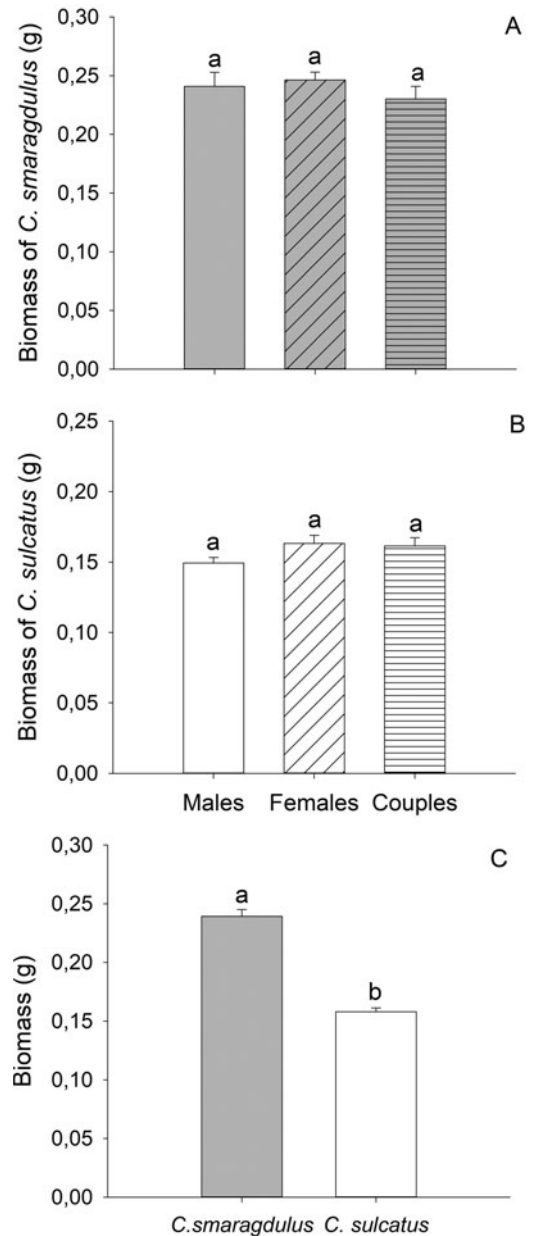 A
Biomass of C. smaragdulus (g)
0,30
0,25
0,20
0,15
0,10
0,05
0,00
a
a
a
B
Biomass of C. sulcatus (g)
0,25
0,20
0,15
0,10
0,05
0,00
a
a
a
Males Females Couples
C
Biomass (g)
0,30
0,25
0,20
0,15
0,10
0,05
0,00
a
b
C.smaragdulus C. sulcatus